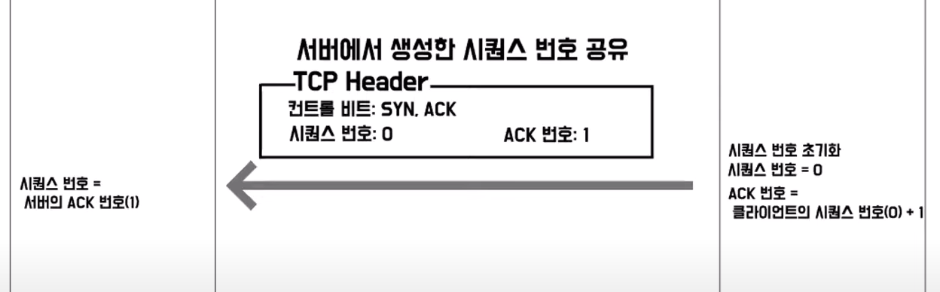 서버에서 생성한 시퀀스 번호 공유
TCP Header
컨트롤 비트: SYN, ACK
시퀀스 번호: 0 ACK 번호: 1
시퀀스 번호 =
서버의 ACK 번호(1)
시퀀스 번호 초기화
시퀀스 번호 = 0
ACK 번호 =
클라이언트의 시퀀스 번호(0) + 1